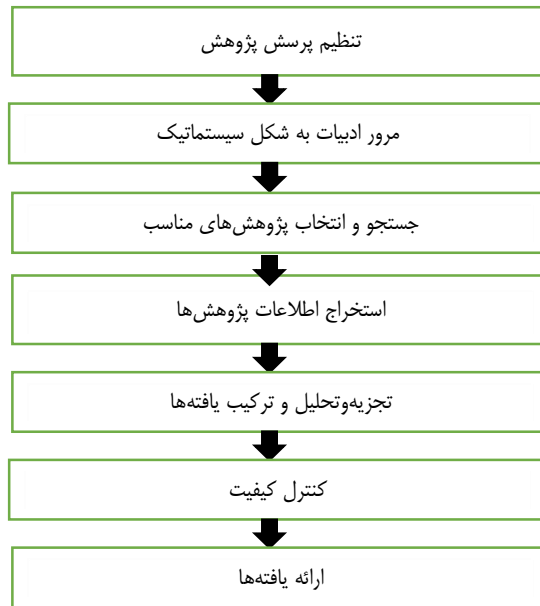 تنظیم پرسش پژوهش
مرور ادبیات به شکل سیستماتیک
جستجو و انتخاب پژوهش‌های مناسب
استخراج اطلاعات پژوهش‌ها
تجزیه‌وتحلیل و ترکیب یافته‌ها
کنترل کیفیت
ارائه یافته‌ها